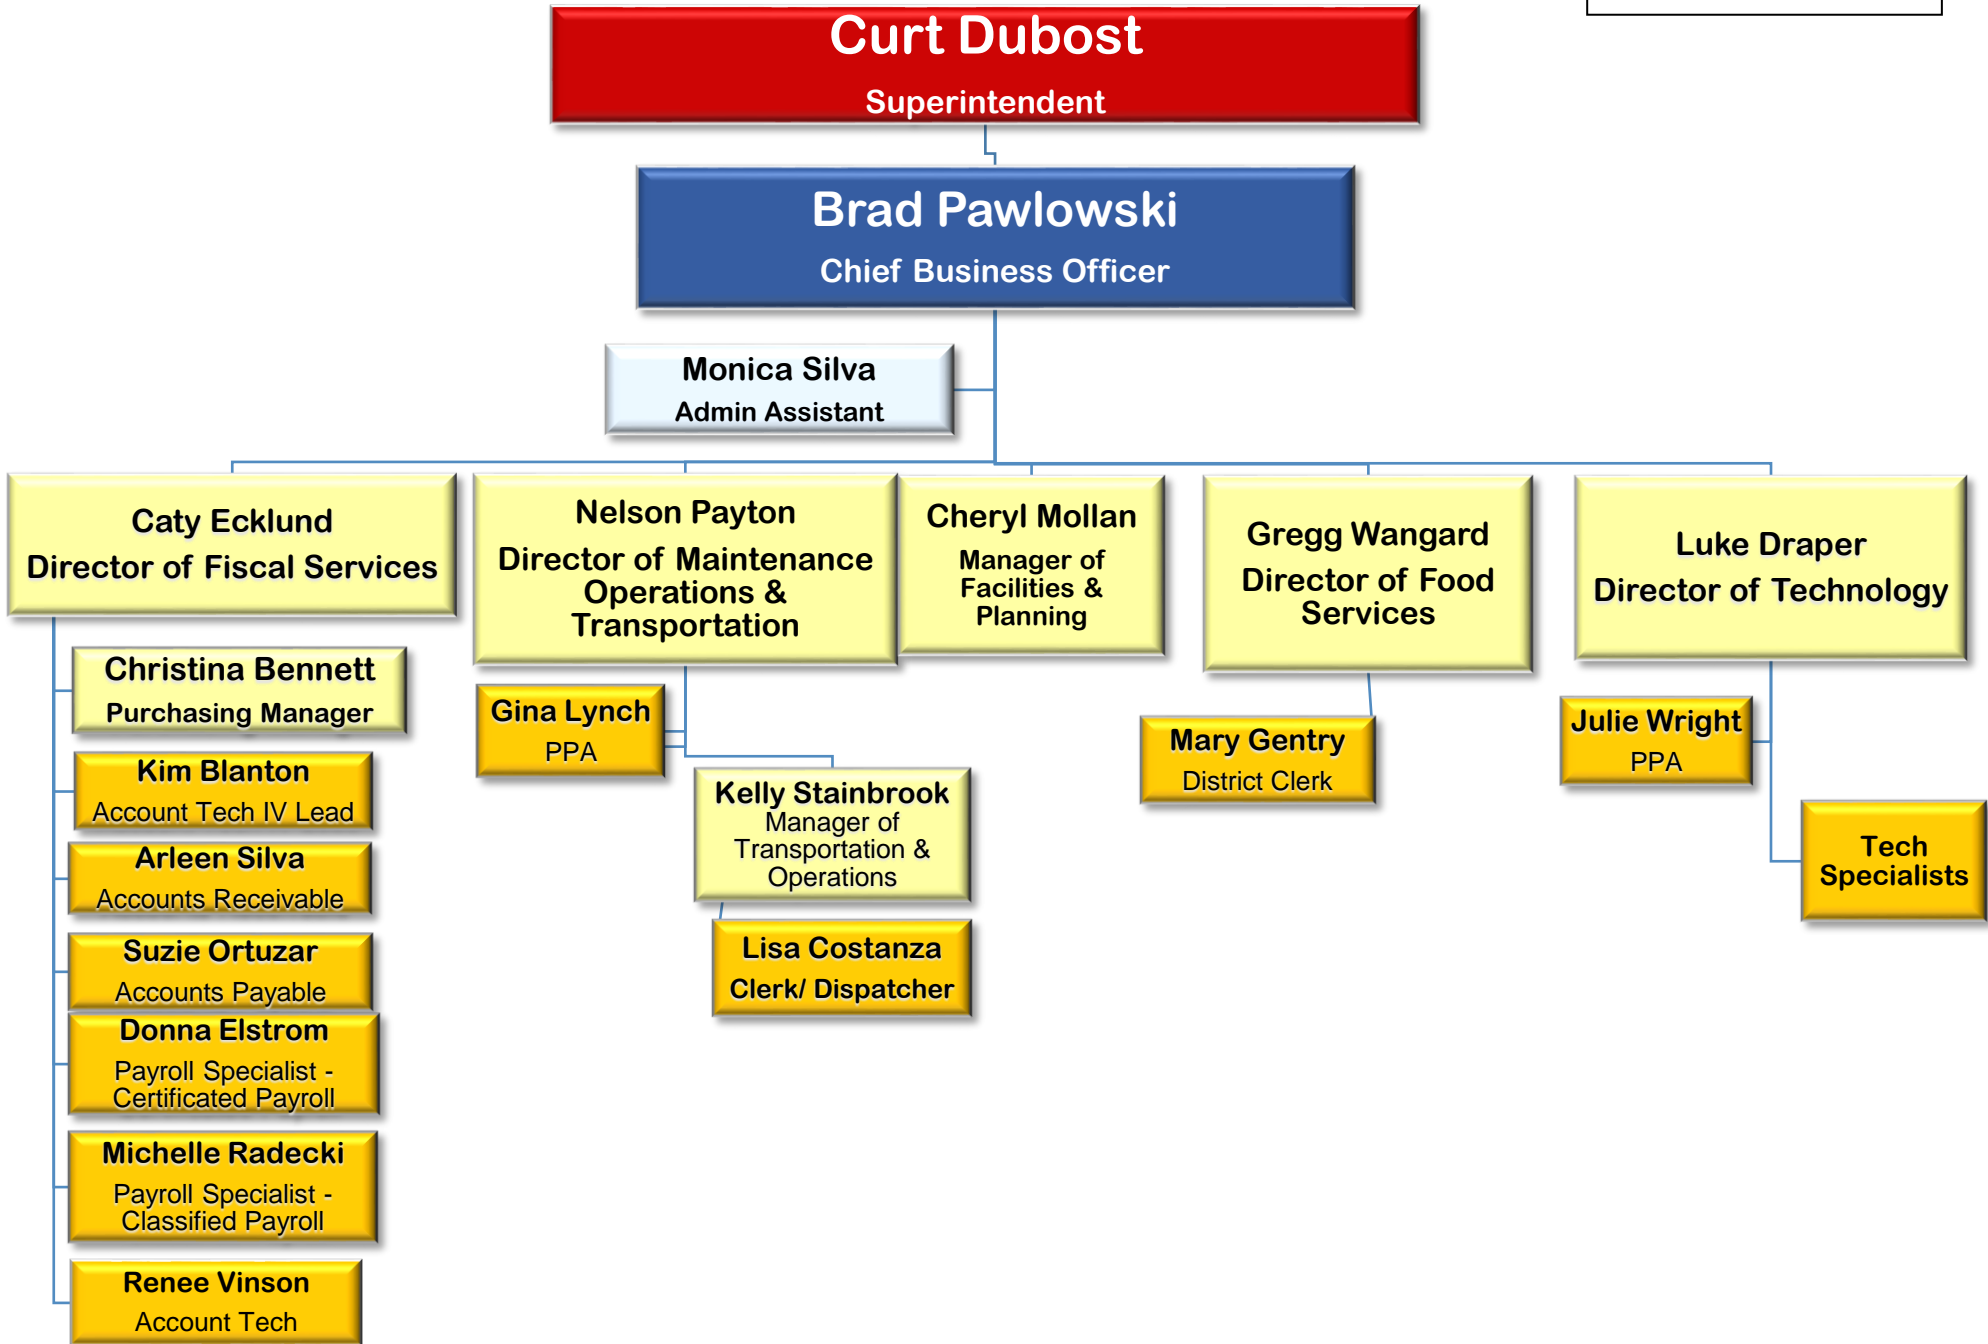 Curt Dubost
Superintendent
Brad Pawlowski
Chief Business Officer
Monica Silva
Admin Assistant
Caty Ecklund
Director of Fiscal Services
Nelson Payton
Director of Maintenance
Operations &
Transportation
Cheryl Mollan
Manager of
Facilities &
Planning
Gregg Wangard
Director of Food
Services
Luke Draper
Director of Technology
Christina Bennett
Purchasing Manager
Kim Blanton
Account Tech IV Lead
Arleen Silva
Accounts Receivable
Suzie Ortuzar
Accounts Payable
Donna Elstrom
Payroll Specialist -
Certificated Payroll
Michelle Radecki
Payroll Specialist -
Classified Payroll
Renee Vinson
Account Tech
Gina Lynch
PPA
Kelly Stainbrook
Manager of
Transportation &
Operations
Lisa Costanza
Clerk/ Dispatcher
Mary Gentry
District Clerk
Julie Wright
PPA
Tech
Specialists